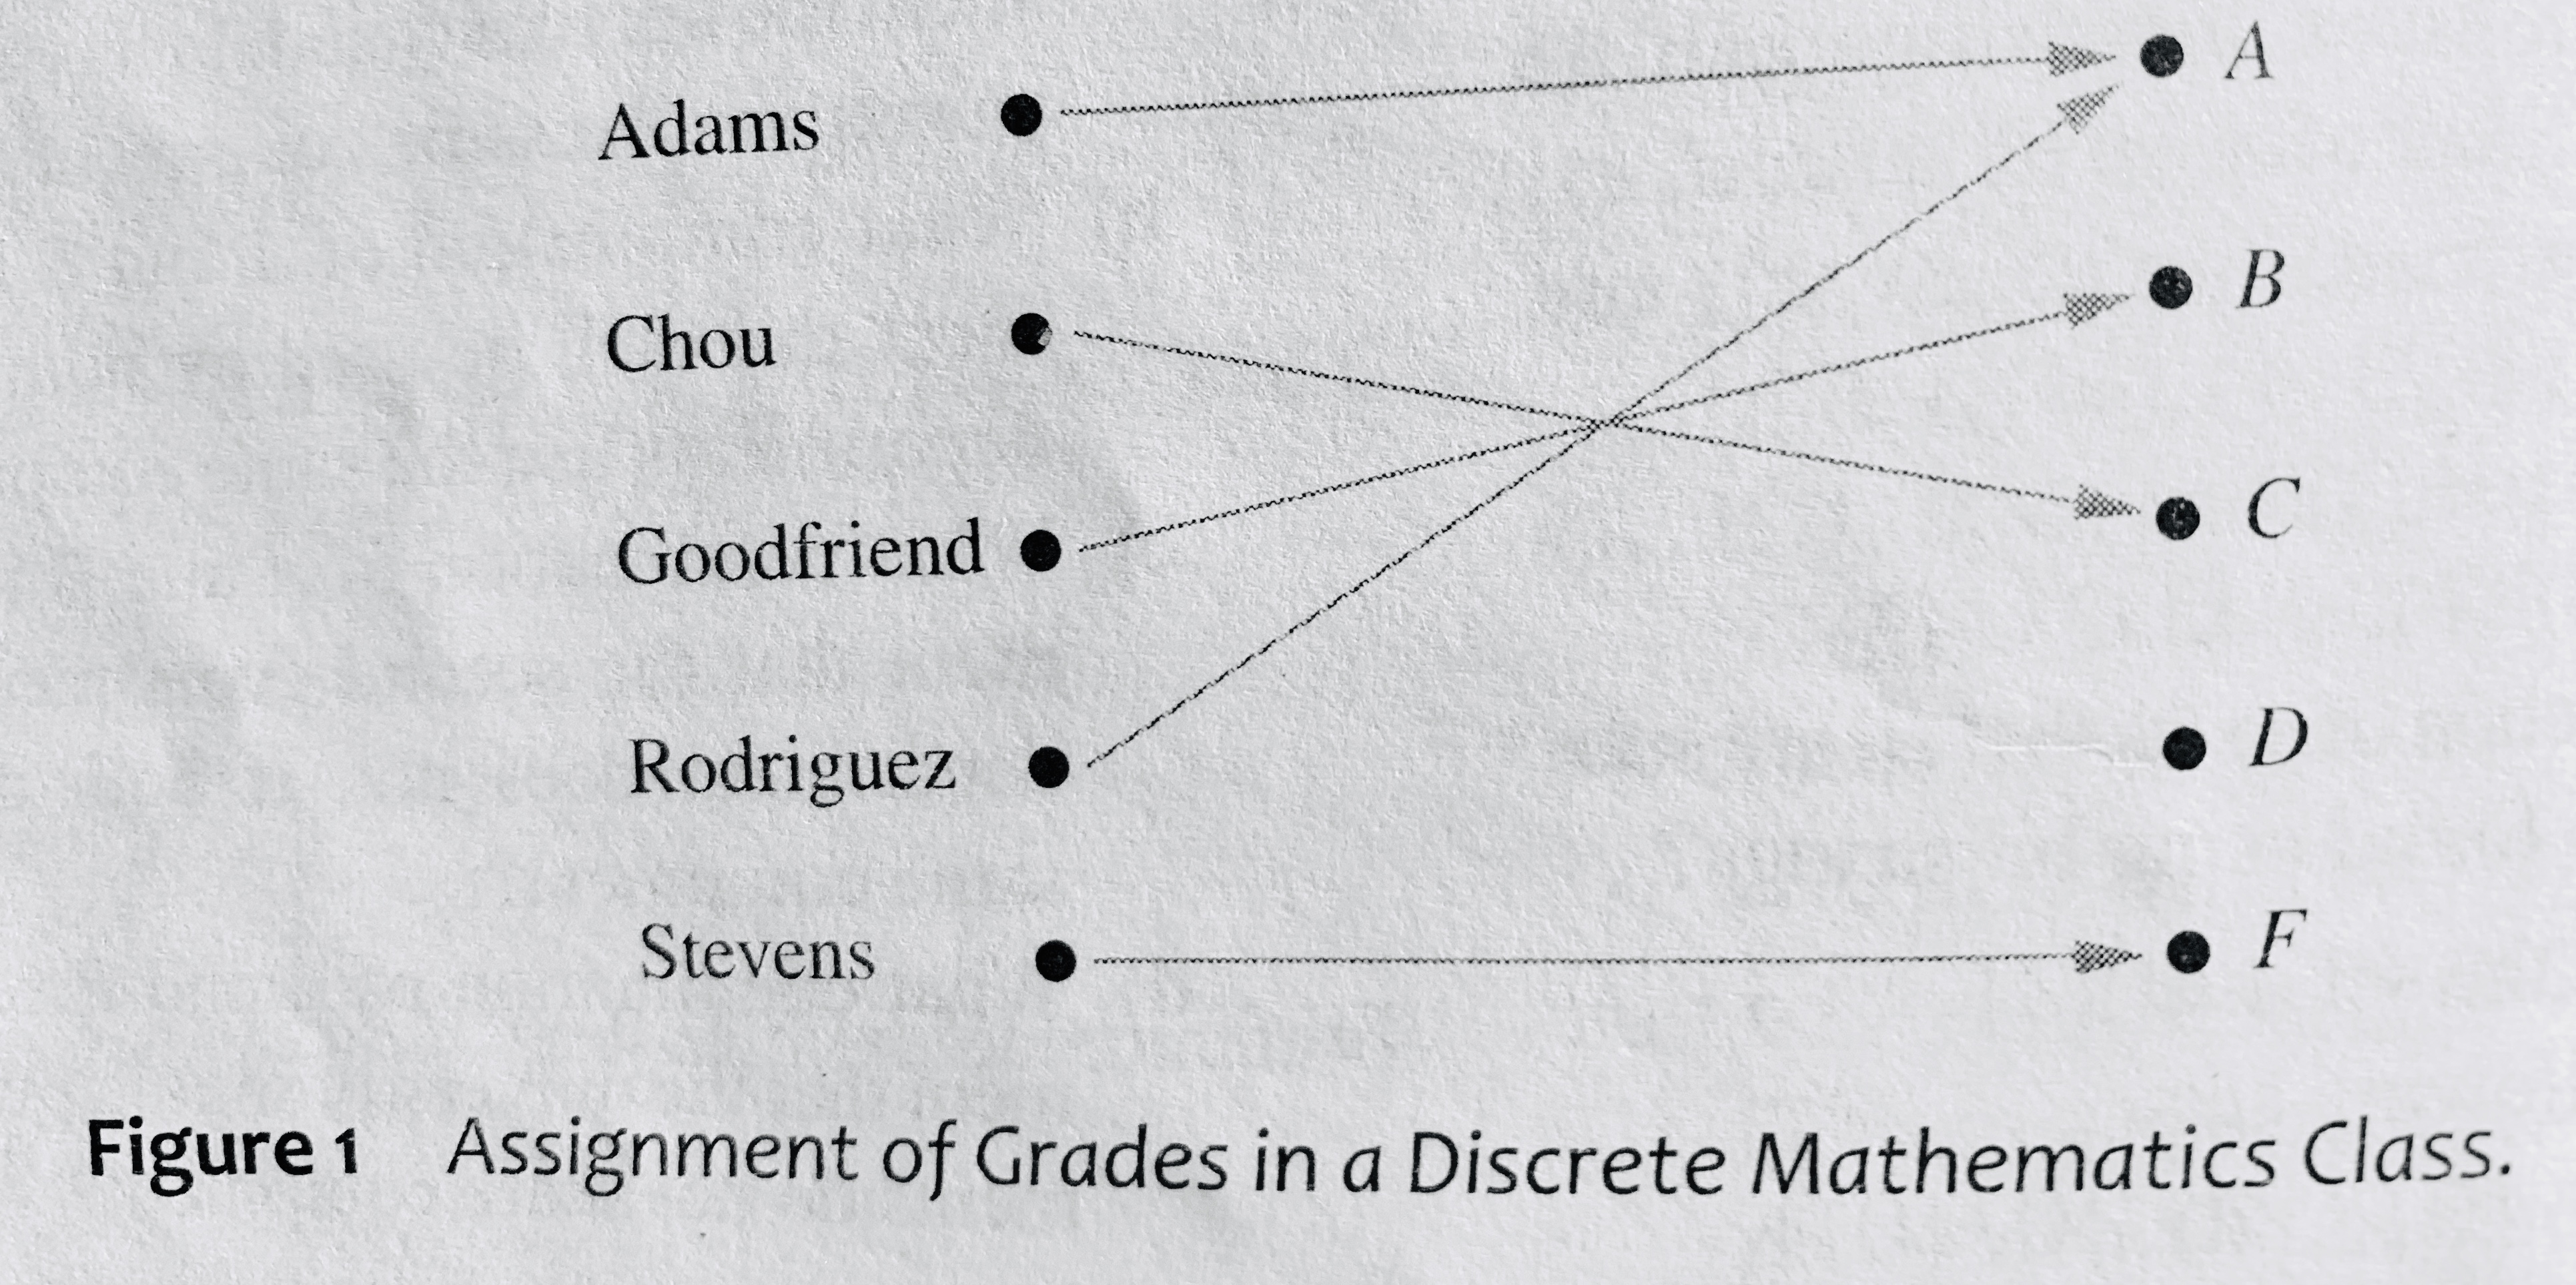 Adams A
Chou B
Goodfriend C
Rodriguez D
Stevens F
Figure 1 Assignment of Grades in a Discrete Mathematics Class.